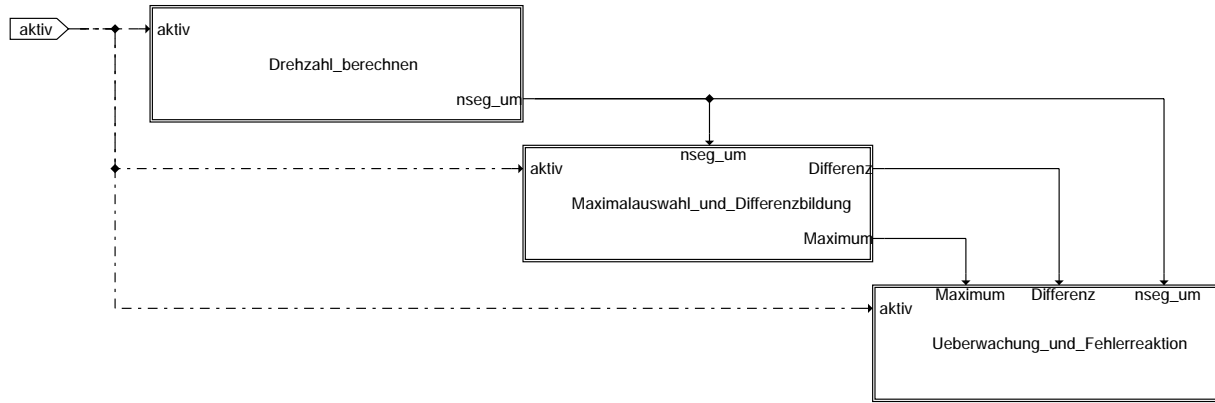 aktiv
aktiv
Drehzahl_berechnen
nseg_um
nseg_um
aktiv
Differenz
Maximalauswahl_und_Differenzbildung
Maximum
Maximum Differenz nseg_um
aktiv
Ueberwachung_und_Fehlerreaktion